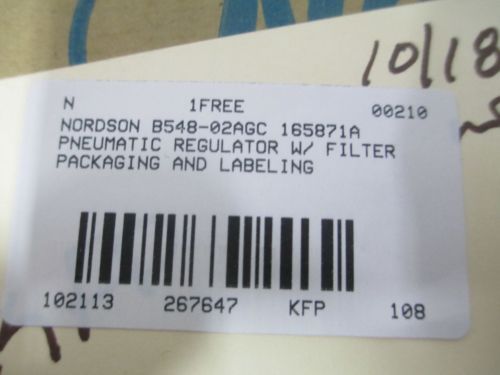 10/18
N 1FREE 00210
NORDSON B548-02AGC 165871A
PNEUMATIC REGULATOR W/ FILTER
PACKAGING AND LABELING
102113 267647 KFP 108